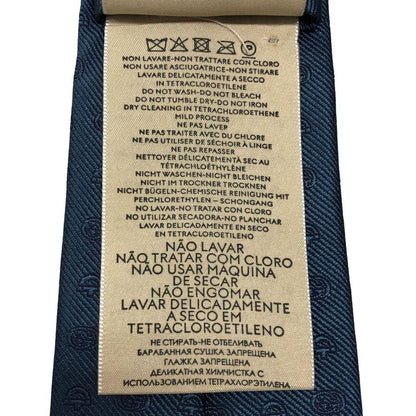 NON LAVARE-NON TRATTARE CON CLORO
NON USARE ASCIUGATRICE-NON STIRARE
LAVARE DELICATAMENTE A SECCO
IN TETRACLOROETILENE
DO NOT WASH-DO NOT BLEACH
DO NOT TUMBLE DRY-DO NOT IRON
DRY CLEANING IN TETRACHLOROETHENE
MILD PROCESS
NE PAS LAVER
NE PAS TRAITER AVEC DU CHLORE
NE PAS UTILISER DE SÉCHOIR À LINGE
NE PAS REPASSER
NETTOYER DÉLICATEMENTÀ SEC AU
TÉTRACHLOÉTHYLÈNE
NICHT WASCHEN-NICHT BLEICHEN
NICHT IM TROCKNER TROCKNEN
NICHT BÜGELN-CHEMISCHE REINIGUNG MIT
PERCHLORETHYLEN – SCHONGANG
NO LAVAR-NO TRATAR CON CLORO
NO UTILIZAR SECADORA-NO PLANCHAR
LAVAR DELICADAMENTE EN SECO
EN TETRACLOROETILENO
NÃO LAVAR
NÃO TRATAR COM CLORO
NÃO USAR MAQUINA
DE SECAR
NÃO ENGOMAR
LAVAR DELICADAMENTE
A SECO EM
TETRACLOROETILENO
НЕ СТИРАТЬ-НЕ ОТБЕЛИВАТЬ
БАРАБАННАЯ СУШКА ЗАПРЕЩЕНА
ГЛАЖКА ЗАПРЕЩЕНА
ДЕЛИКАТНАЯ ХИМЧИСТКА С
ИСПОЛЬЗОВАНИЕМ ТЕТРАХЛОРЭТИЛЕНА